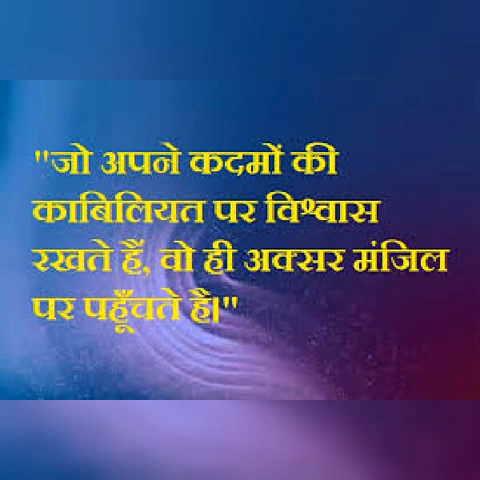 "जो अपने कदमों की
काबिलियत पर विश्वास
रखते हैं, वो ही अक्सर मंजिल
पर पहुँचते है।"